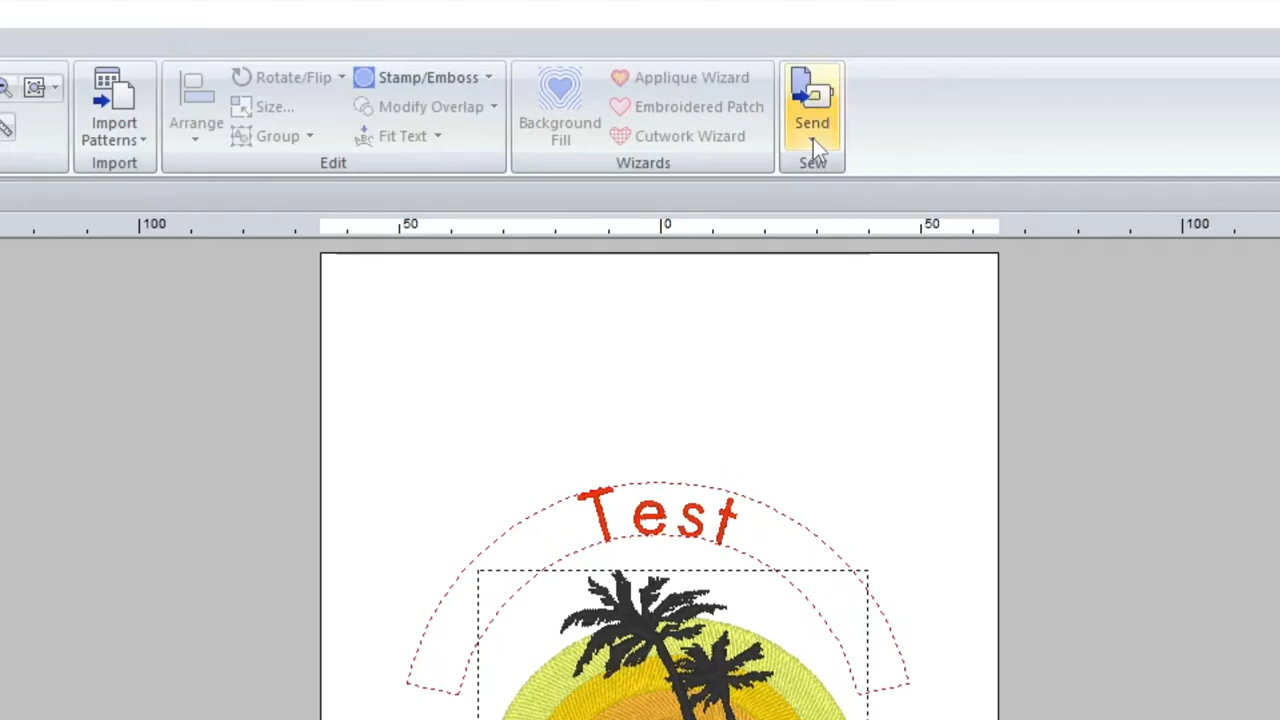 Import
Patterns
Import
Arrange
Rotate/Flip
Size...
Group
Stamp/Emboss
Modify Overlap
Fit Text
Edit
Background
Fill
Applique Wizard
Embroidered Patch
Cutwork Wizard
Wizards
Send
Sew
100 50 0 50 100
Test